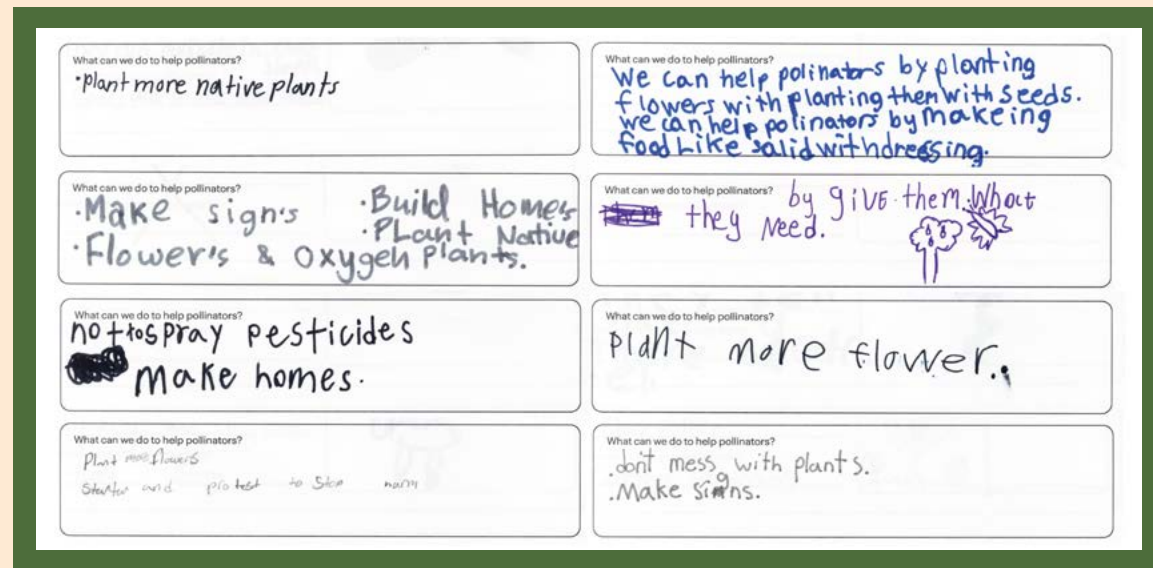 What can we do to help pollinators?
·Plant more native plants
What can we do to help pollinators?
We can help polinators by planting
flowers with planting them with seeds.
we can help polinators by makeing
food Like salid with dressing.
What can we do to help pollinators?
·Make sign's
·Flower's & Oxygen Plants.
·Build Home's
·PLant Native
What can we do to help pollinators?
by give them What
they Need.
What can we do to help pollinators?
not to spray pesticides
Make homes.
What can we do to help pollinators?
plant more flower.
What can we do to help pollinators?
Plant more flowers
and protest to Stop
What can we do to help pollinators?
.don't mess with plants.
.Make signs.